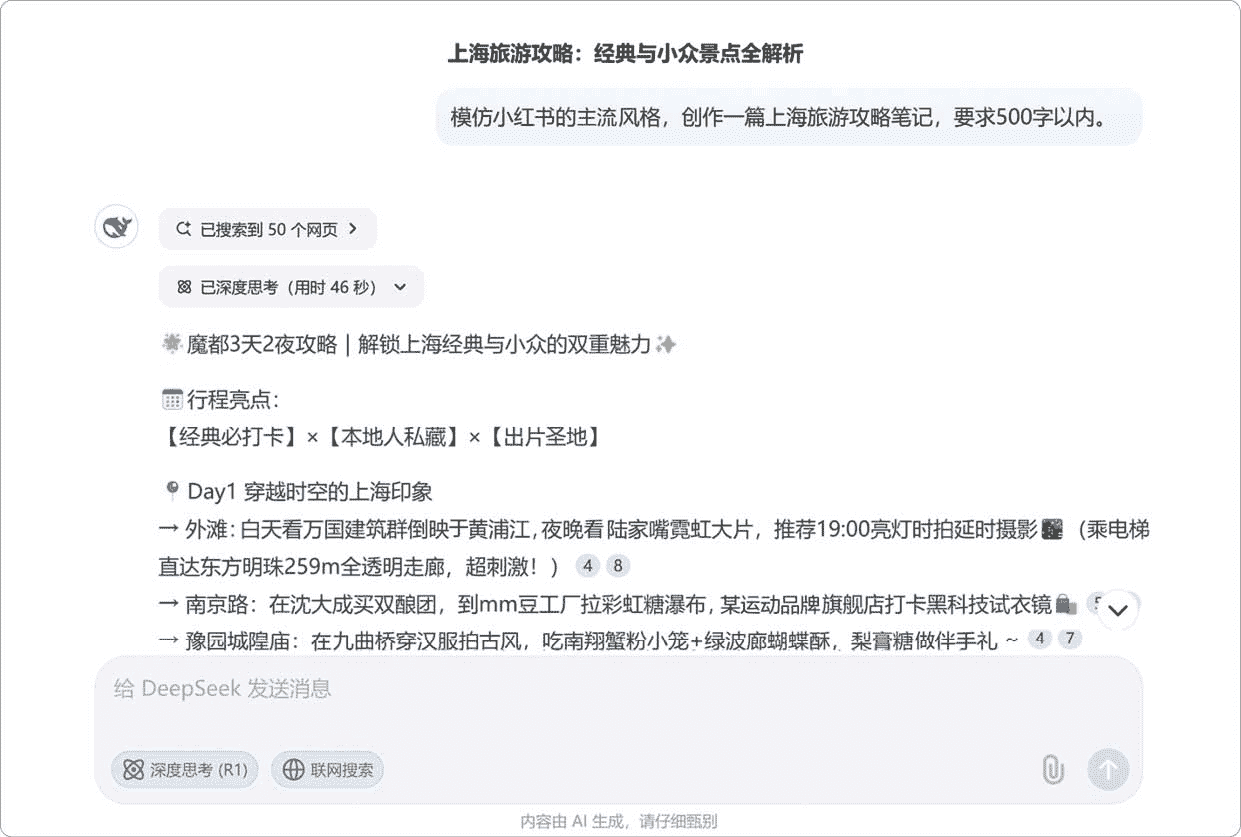 上海旅游攻略：经典与小众景点全解析
模仿小红书的主流风格，创作一篇上海旅游攻略笔记，要求500字以内。
已搜索到 50 个网页
已深度思考（用时 46 秒）
魔都3天2夜攻略｜解锁上海经典与小众的双重魅力
行程亮点：
【经典必打卡】×【本地人私藏】×【出片圣地】
Day1 穿越时空的上海印象
→ 外滩：白天看万国建筑群倒映于黄浦江，夜晚看陆家嘴霓虹大片，推荐19:00亮灯时拍延时摄影（乘电梯
直达东方明珠259m全透明走廊，超刺激！） 4 8
→ 南京路：在沈大成买双酿团，到mm豆工厂拉彩虹糖瀑布，某运动品牌旗舰店打卡黑科技试衣镜
→ 豫园城隍庙：在九曲桥穿汉服拍古风，吃南翔蟹粉小笼+绿波廊蝴蝶酥，梨膏糖做伴手礼 ~ 4 7
给 DeepSeek 发送消息
深度思考 (R1) 联网搜索
内容由 AI 生成，请仔细甄别